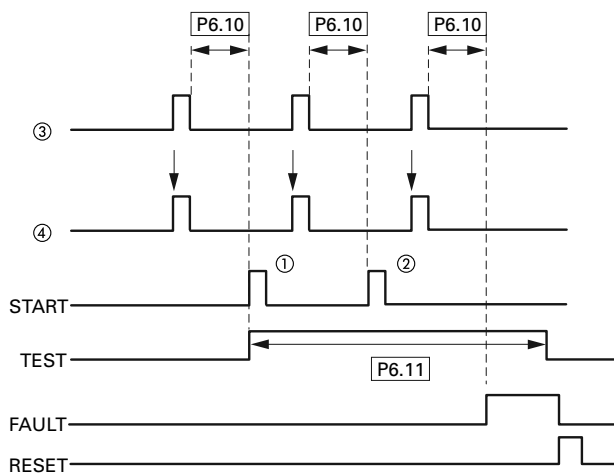 P6.10 P6.10 P6.10
③
④
① ②
START
TEST
P6.11
FAULT
RESET